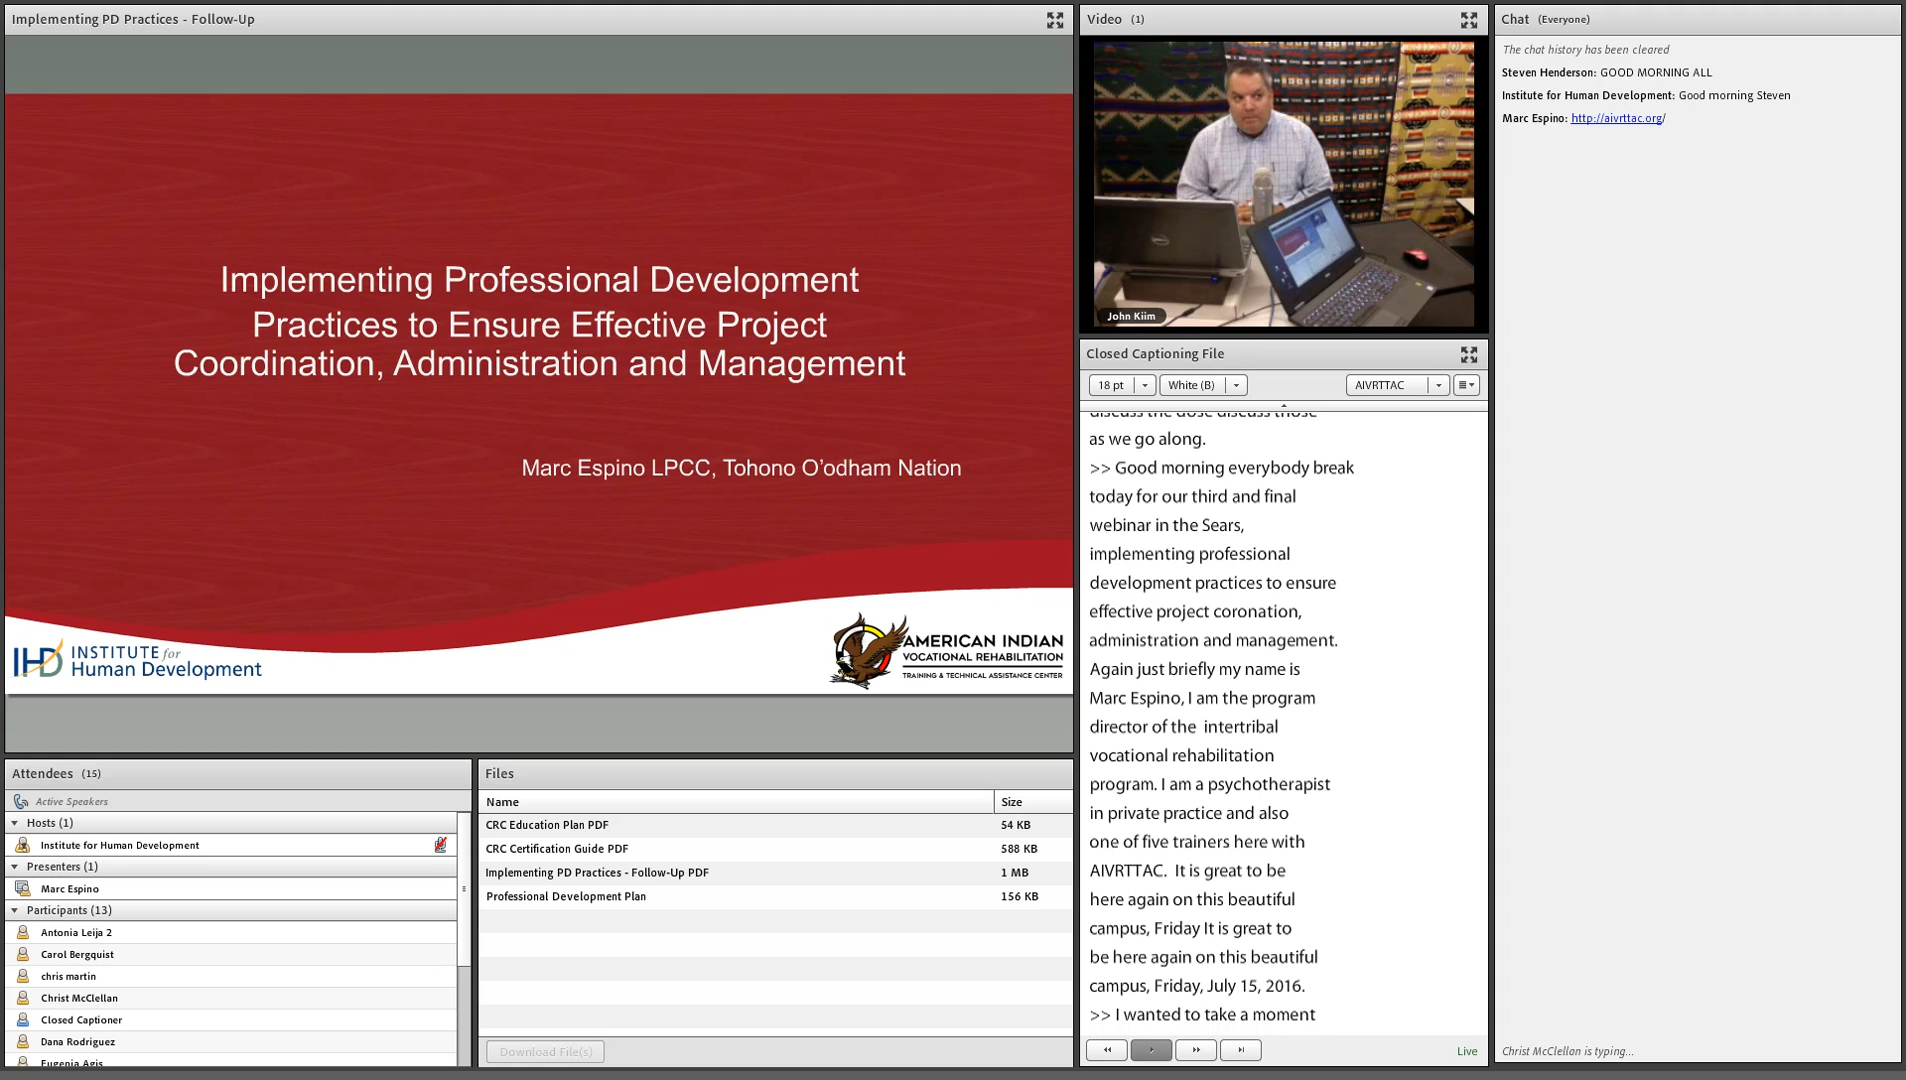 Implementing PD Practices - Follow-Up
Implementing Professional Development
Practices to Ensure Effective Project
Coordination, Administration and Management
Marc Espino LPCC, Tohono O’odham Nation
IHD INSTITUTE for
Human Development
AMERICAN INDIAN
VOCATIONAL REHABILITATION
TRAINING & TECHNICAL ASSISTANCE CENTER
Attendees (15)
Active Speakers
Hosts (1)
Institute for Human Development
Presenters (1)
Marc Espino
Participants (13)
Antonia Leija 2
Carol Bergquist
chris martin
Christ McClellan
Closed Captioner
Dana Rodriguez
Eugenia Agis
Files
Name Size
CRC Education Plan PDF 54 KB
CRC Certification Guide PDF 588 KB
Implementing PD Practices - Follow-Up PDF 1 MB
Professional Development Plan 156 KB
Download File(s)
Video (1)
John Kiim
Closed Captioning File
18 pt White (B) AIVRTTAC
discuss the dose discuss those
as we go along.
>> Good morning everybody break
today for our third and final
webinar in the Sears,
implementing professional
development practices to ensure
effective project coronation,
administration and management.
Again just briefly my name is
Marc Espino, I am the program
director of the intertribal
vocational rehabilitation
program. I am a psychotherapist
in private practice and also
one of five trainers here with
AIVRTTAC. It is great to be
here again on this beautiful
campus, Friday It is great to
be here again on this beautiful
campus, Friday, July 15, 2016.
>> I wanted to take a moment
Live
Chat (Everyone)
The chat history has been cleared
Steven Henderson: GOOD MORNING ALL
Institute for Human Development: Good morning Steven
Marc Espino: http://aivrttac.org/
Christ McClellan is typing...